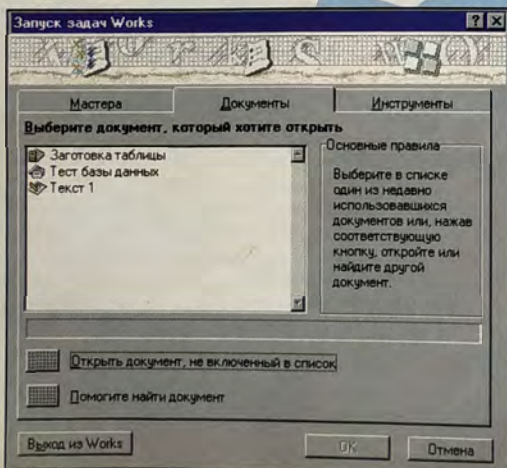 Запуск задач Works
Мастера
Документы
Инструменты
Выберите документ, который хотите открыть
Заготовка таблицы
Тест базы данных
Текст 1
Основные правила
Выберите в списке
один из недавно
использовавшихся
документов или, нажав
соответствующую
кнопку, откройте или
найдите другой
документ.
Открыть документ, не включенный в список
Помогите найти документ
Выход из Works
OK
Отмена